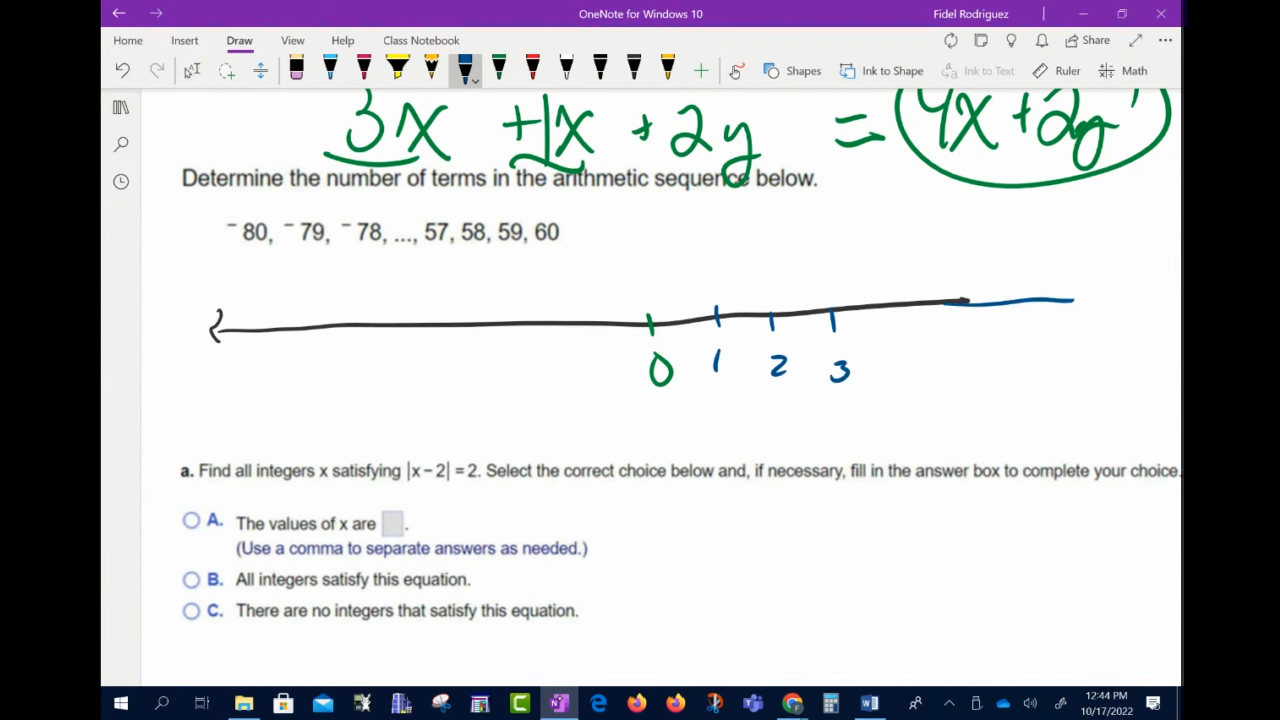 OneNote for Windows 10
Fidel Rodriguez
Home Insert Draw View Help Class Notebook
Share
Shapes Ink to Shape Ink to Text Ruler Math
3x +1x + 2y = 4x + 2y
Determine the number of terms in the arithmetic sequence below.
⁻80, ⁻79, ⁻78, ..., 57, 58, 59, 60
0 1 2 3
a. Find all integers x satisfying |x − 2| = 2. Select the correct choice below and, if necessary, fill in the answer box to complete your choice.
A. The values of x are .
(Use a comma to separate answers as needed.)
B. All integers satisfy this equation.
C. There are no integers that satisfy this equation.
12:44 PM
10/17/2022